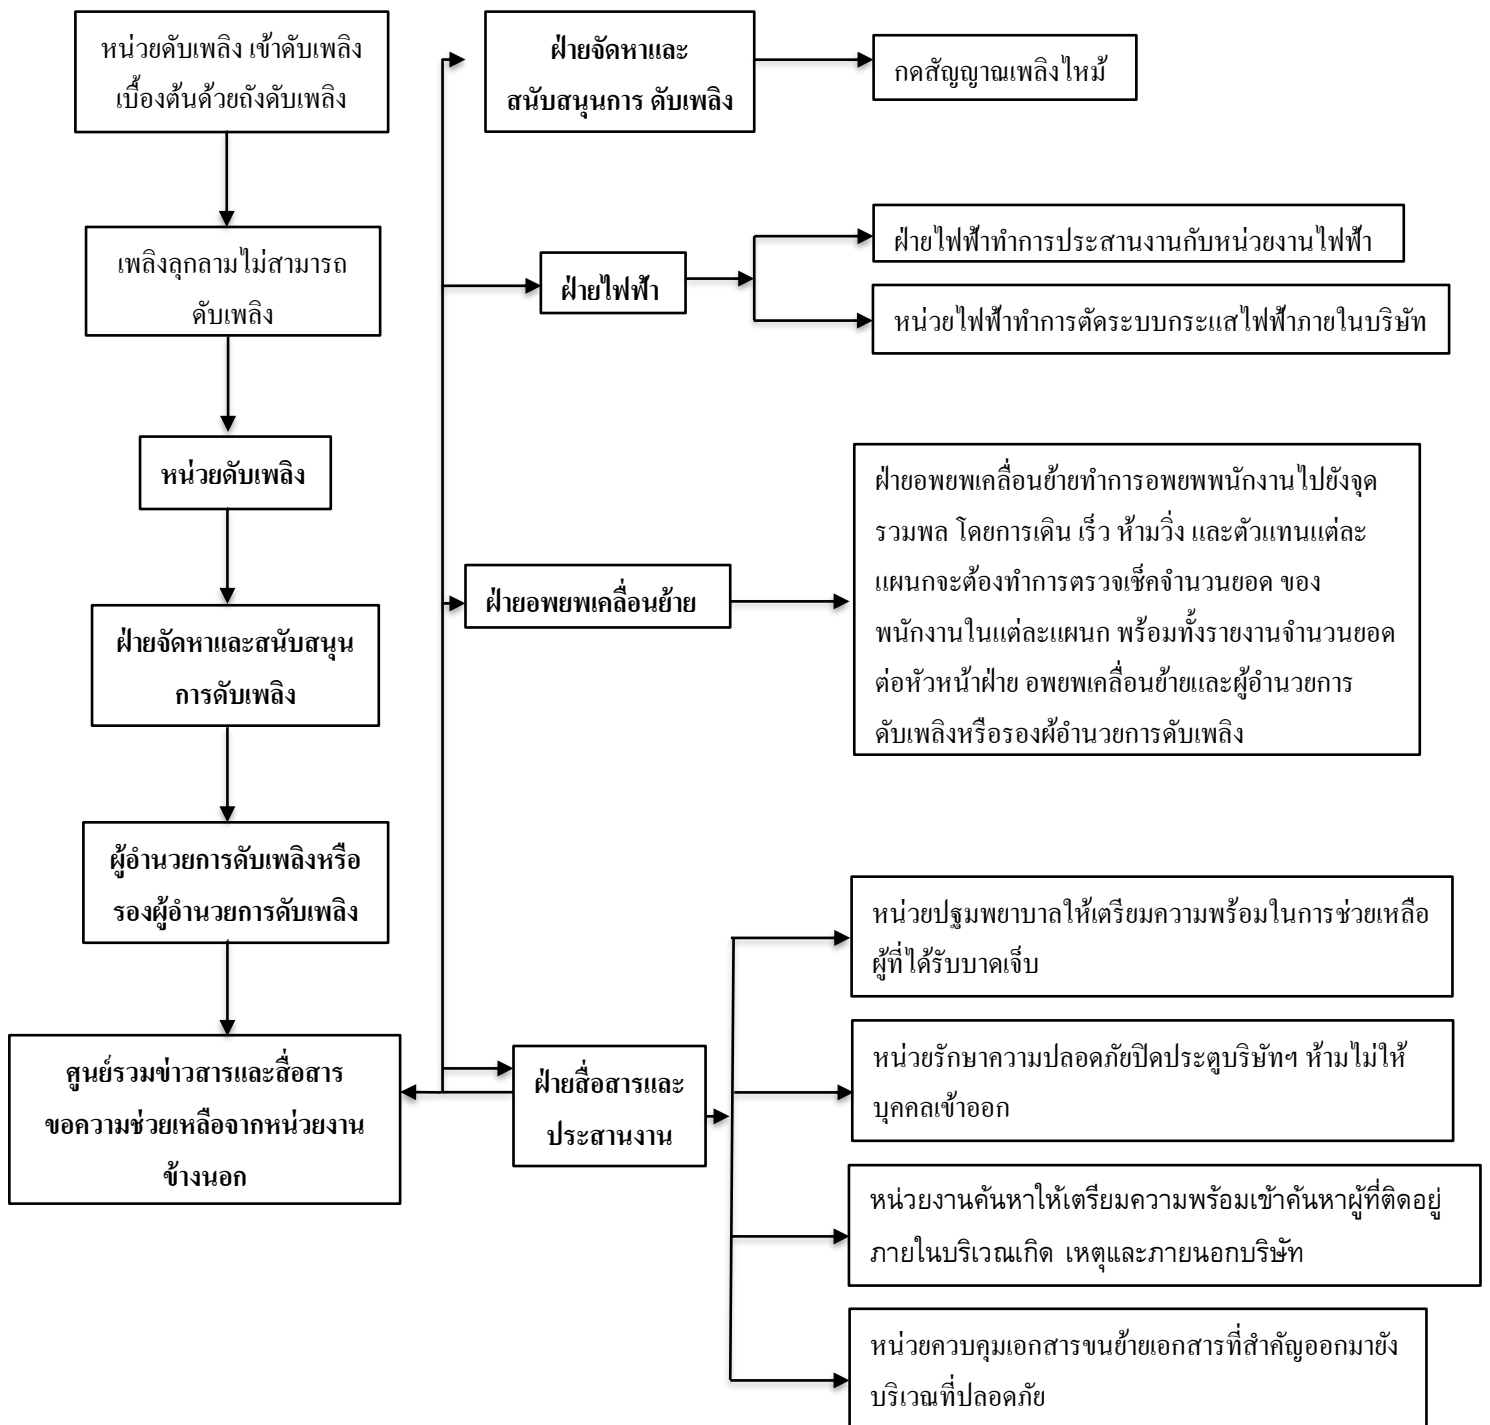 หน่วยดับเพลิง เข้าดับเพลิง
เบื้องต้นด้วยถังดับเพลิง
เพลิงลุกลามไม่สามารถ
ดับเพลิง
หน่วยดับเพลิง
ฝ่ายจัดหาและสนับสนุน
การดับเพลิง
ผู้อำนวยการดับเพลิงหรือ
รองผู้อำนวยการดับเพลิง
ศูนย์รวมข่าวสารและสื่อสาร
ขอความช่วยเหลือจากหน่วยงาน
ข้างนอก
ฝ่ายจัดหาและ
สนับสนุนการ ดับเพลิง
กดสัญญาณเพลิงไหม้
ฝ่ายไฟฟ้า
ฝ่ายไฟฟ้าทำการประสานงานกับหน่วยงานไฟฟ้า
หน่วยไฟฟ้าทำการตัดระบบกระแสไฟฟ้าภายในบริษัท
ฝ่ายอพยพเคลื่อนย้าย
ฝ่ายอพยพเคลื่อนย้ายทำการอพยพพนักงานไปยังจุด
รวมพล โดยการเดิน เร็ว ห้ามวิ่ง และตัวแทนแต่ละ
แผนกจะต้องทำการตรวจเช็คจำนวนยอด ของ
พนักงานในแต่ละแผนก พร้อมทั้งรายงานจำนวนยอด
ต่อหัวหน้าฝ่าย อพยพเคลื่อนย้ายและผู้อำนวยการ
ดับเพลิงหรือรองผ้อำนวยการดับเพลิง
ฝ่ายสื่อสารและ
ประสานงาน
หน่วยปฐมพยาบาลให้เตรียมความพร้อมในการช่วยเหลือ
ผู้ที่ได้รับบาดเจ็บ
หน่วยรักษาความปลอดภัยปิดประตูบริษัทฯ ห้ามไม่ให้
บุคคลเข้าออก
หน่วยงานค้นหาให้เตรียมความพร้อมเข้าค้นหาผู้ที่ติดอยู่
ภายในบริเวณเกิด เหตุและภายนอกบริษัท
หน่วยควบคุมเอกสารขนย้ายเอกสารที่สำคัญออกมายัง
บริเวณที่ปลอดภัย